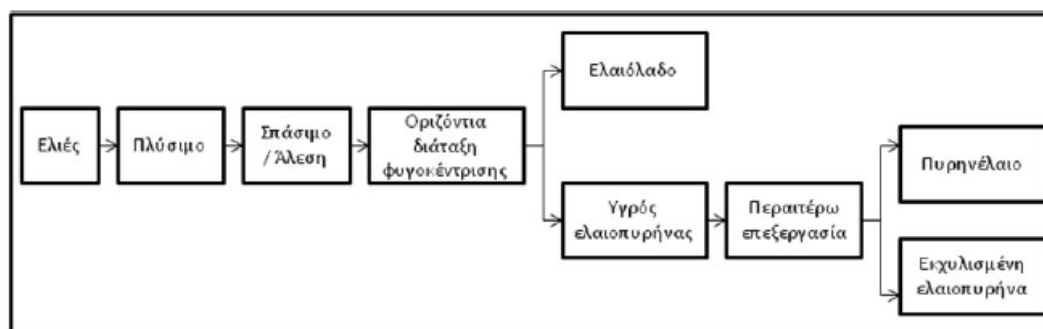 Ελιές
Πλύσιμο
Σπάσιμο
/ Άλεση
Οριζόντια
διάταξη
φυγοκέντρισης
Ελαιόλαδο
Υγρός
ελαιοπυρήνας
Περαιτέρω
επεξεργασία
Πυρηνέλαιο
Εκχυλισμένη
ελαιοπυρήνα